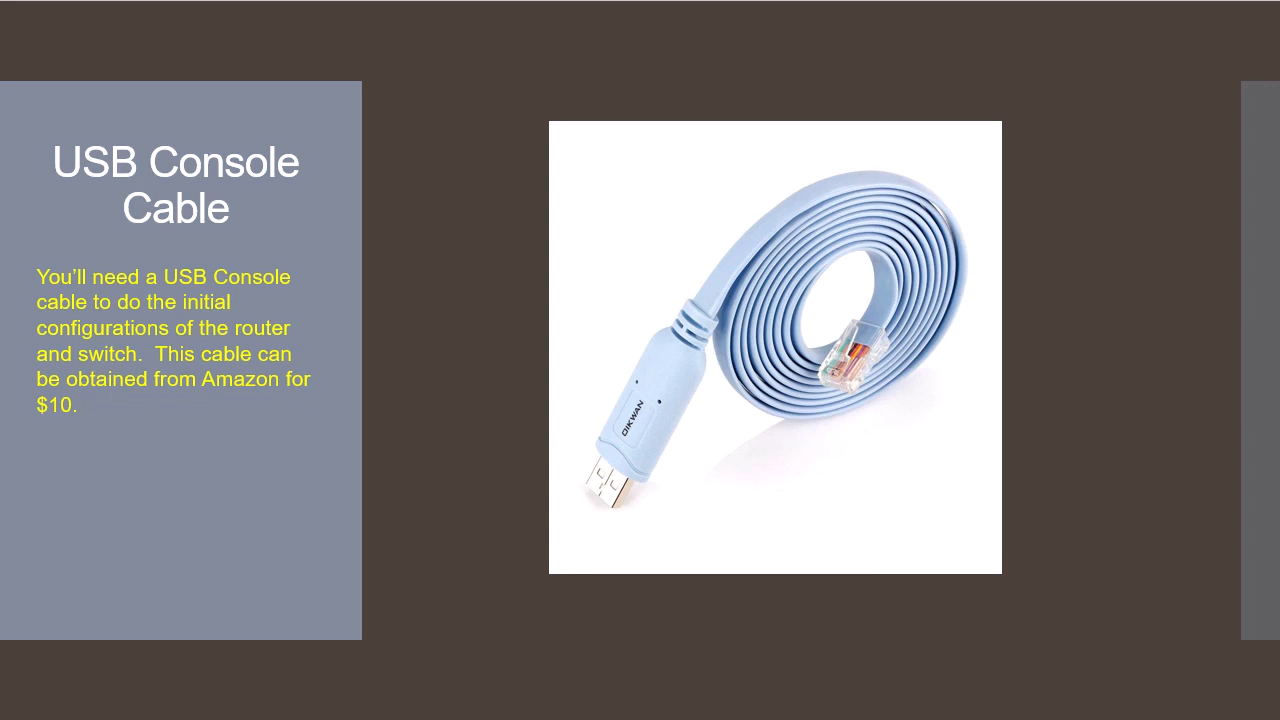 USB Console
Cable
You’ll need a USB Console
cable to do the initial
configurations of the router
and switch.  This cable can
be obtained from Amazon for
$10.
OIKWAN